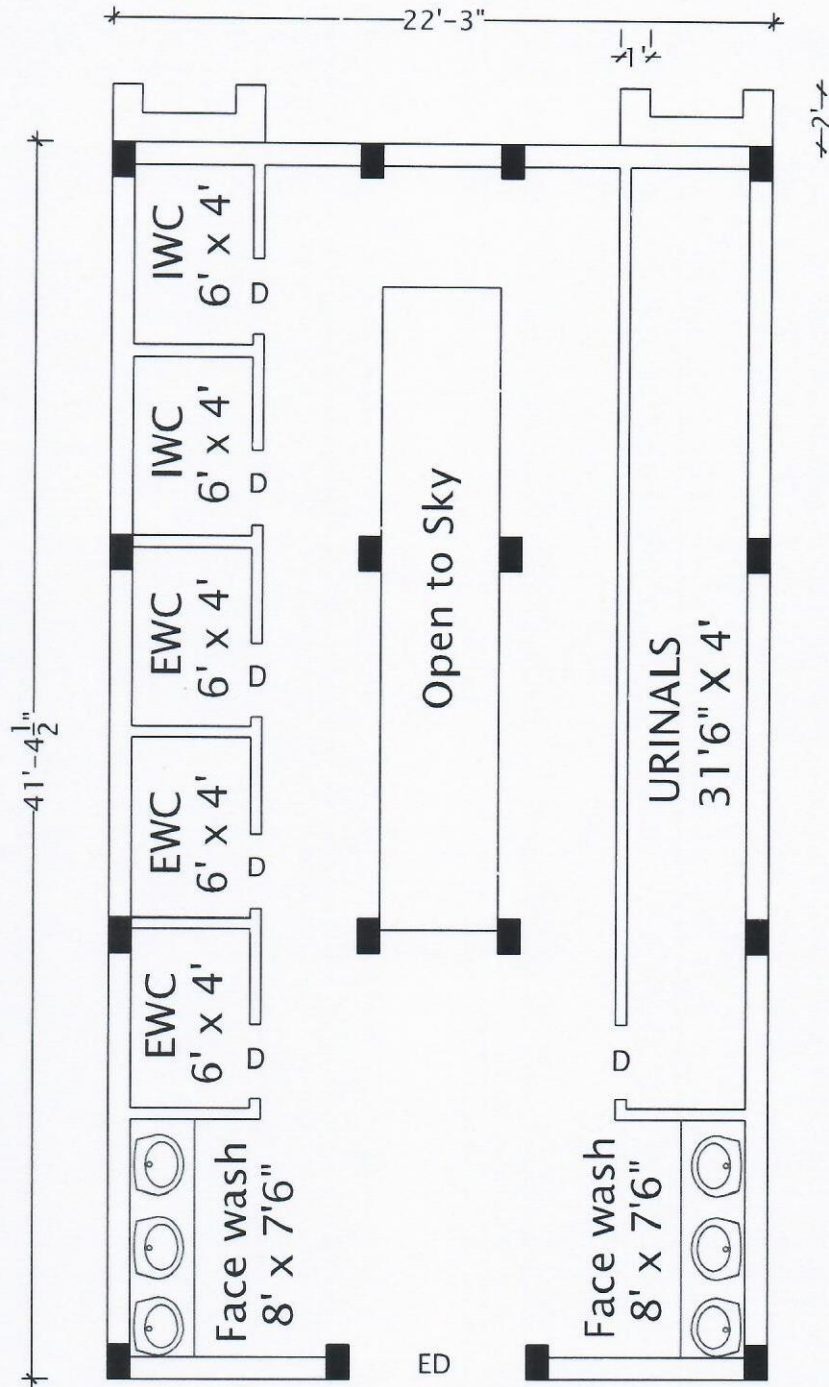 22'-3"
1'
2'
41'-4½"
IWC
6' x 4'
D
IWC
6' x 4'
D
EWC
6' x 4'
D
EWC
6' x 4'
D
EWC
6' x 4'
D
Open to Sky
URINALS
31'6" X 4'
D
Face wash
8' x 7'6"
Face wash
8' x 7'6"
ED